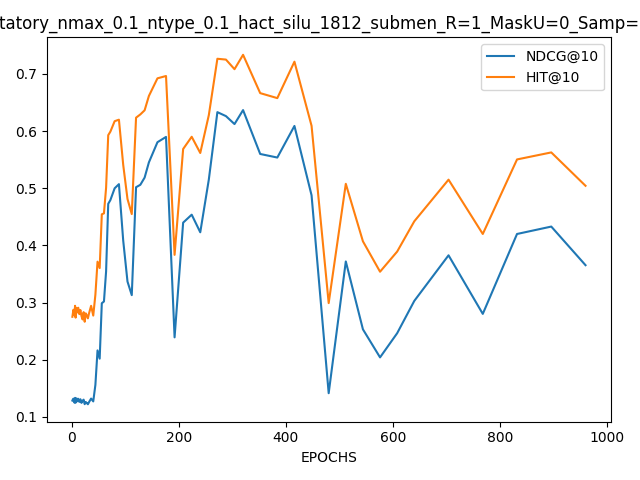 tatory_nmax_0.1_ntype_0.1_hact_silu_1812_submen_R=1_MaskU=0_Samp=
NDCG@10
HIT@10
0.7
0.6
0.5
0.4
0.3
0.2
0.1
0 200 400 600 800 1000
EPOCHS